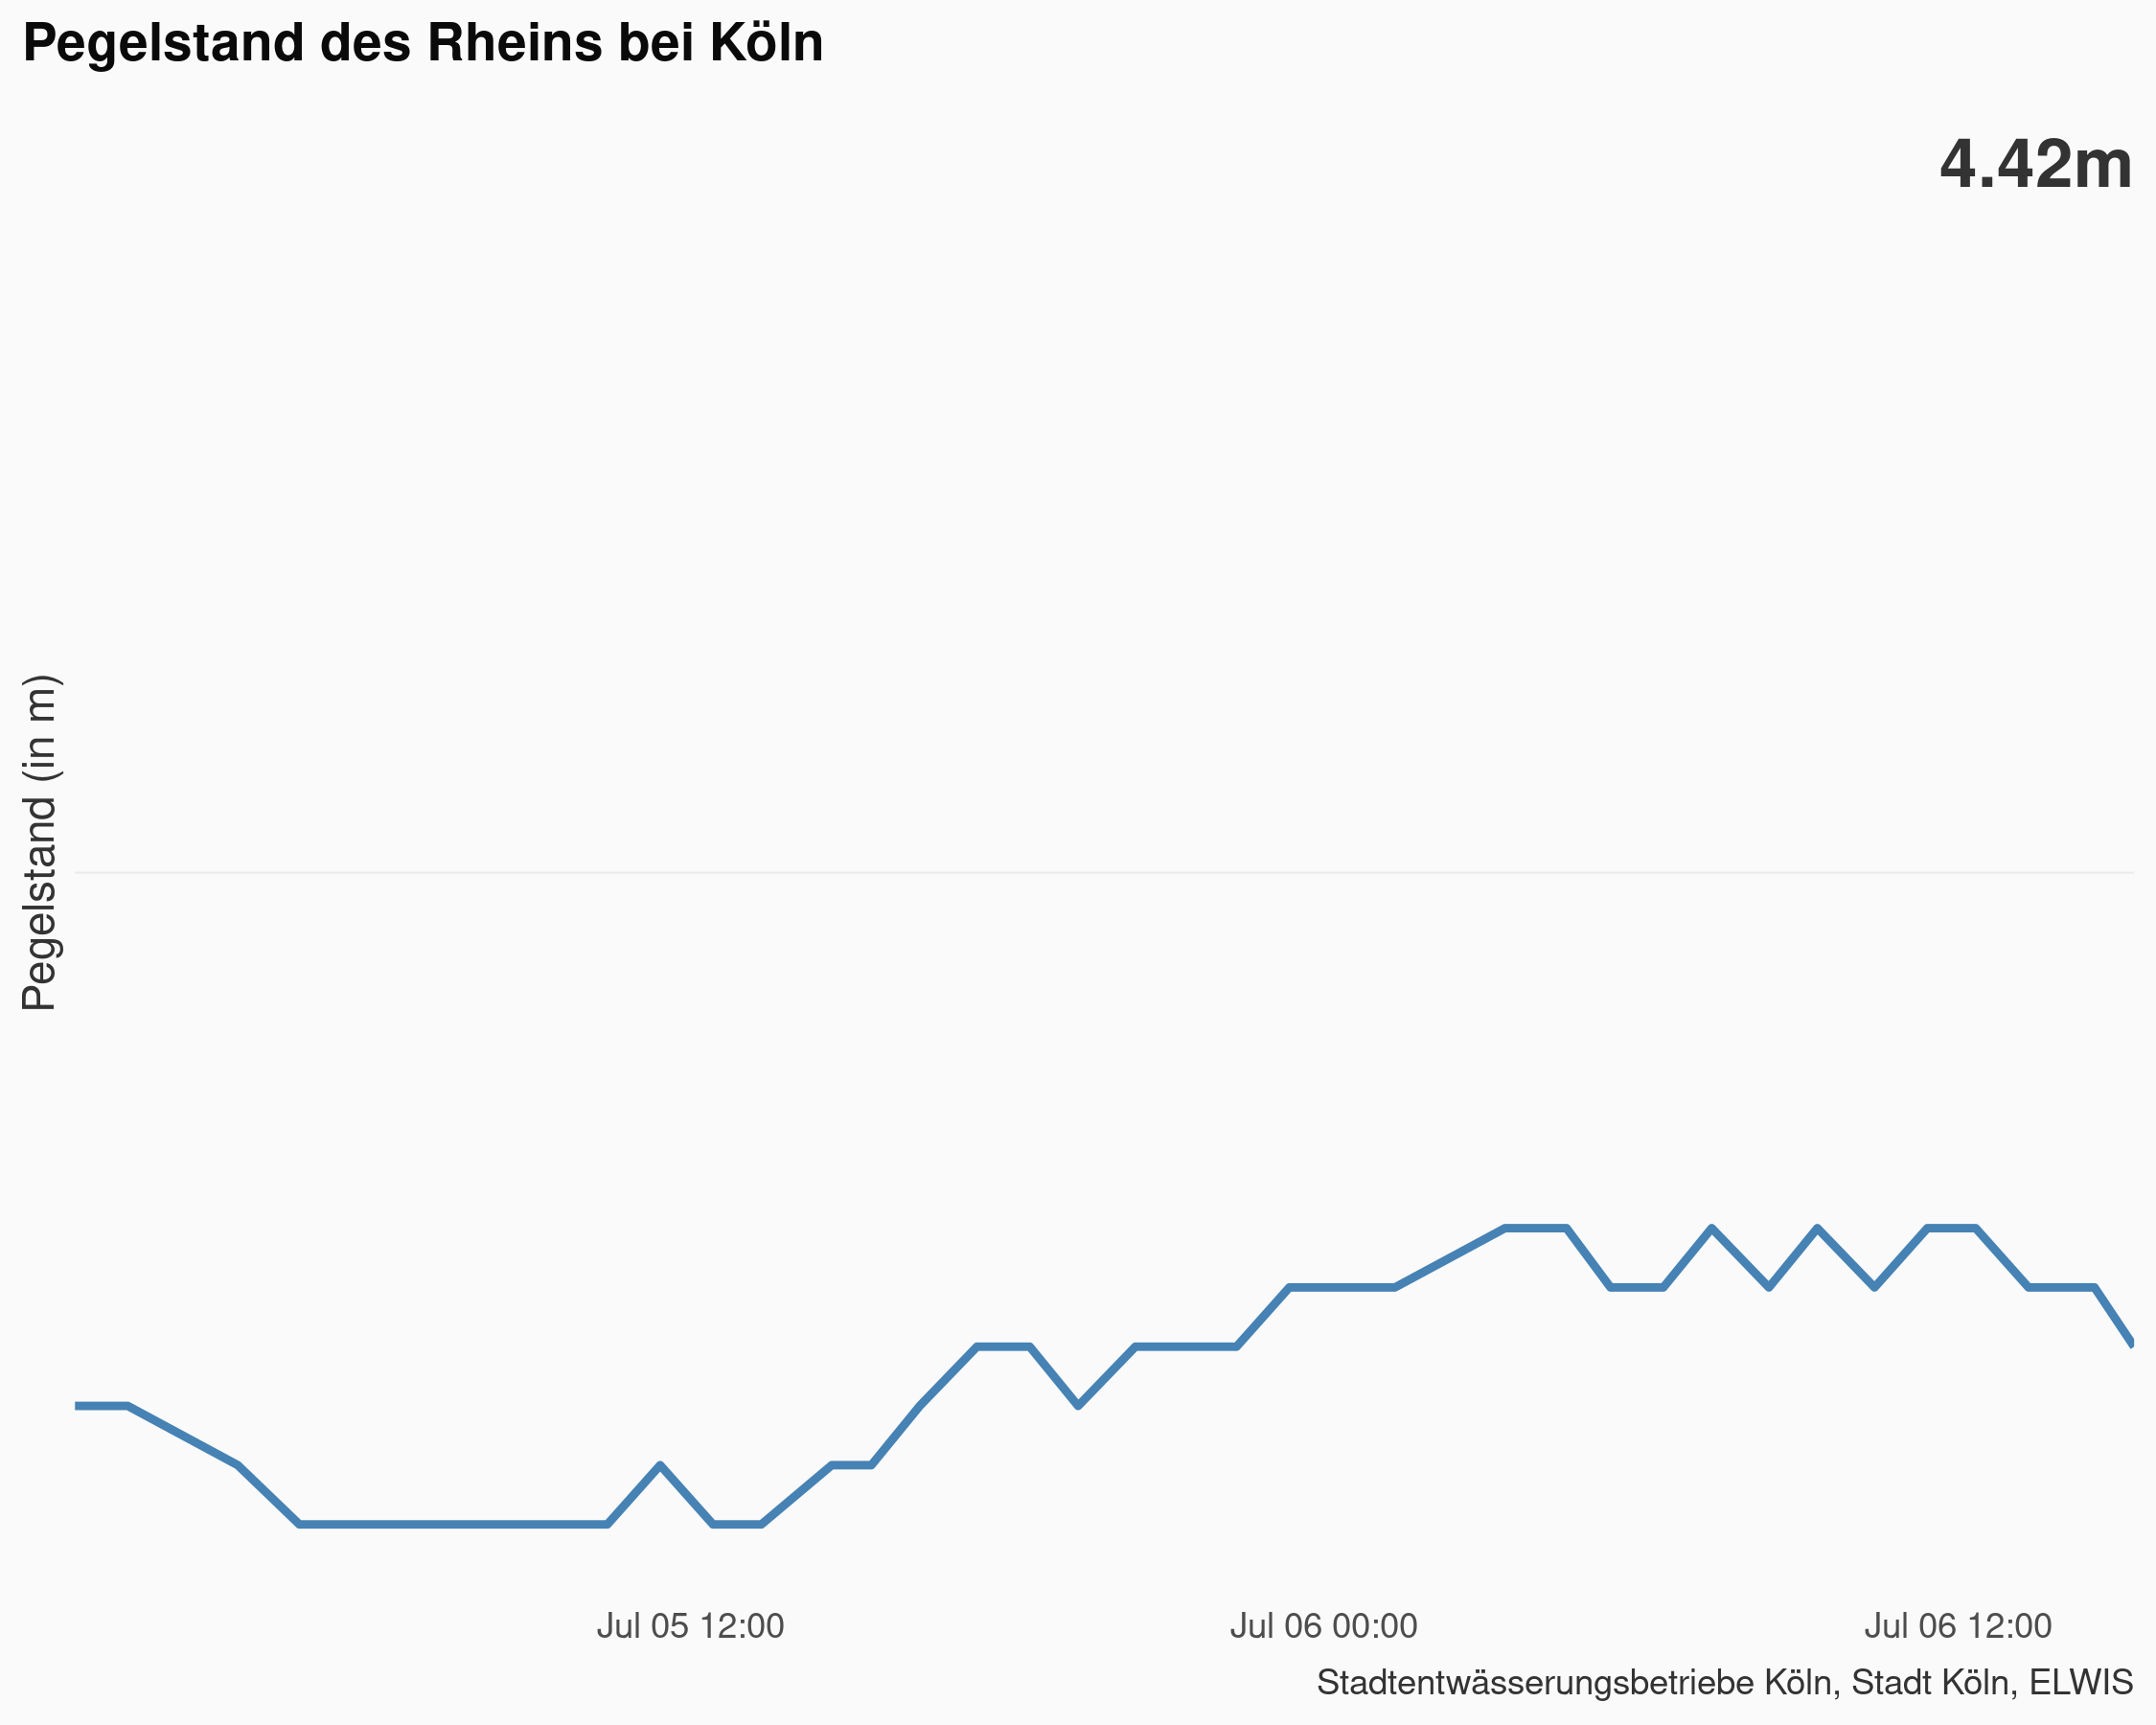 Pegelstand des Rheins bei Köln
4.42m
Pegelstand (in m)
Jul 05 12:00
Jul 06 00:00
Jul 06 12:00
Stadtentwässerungsbetriebe Köln, Stadt Köln, ELWIS